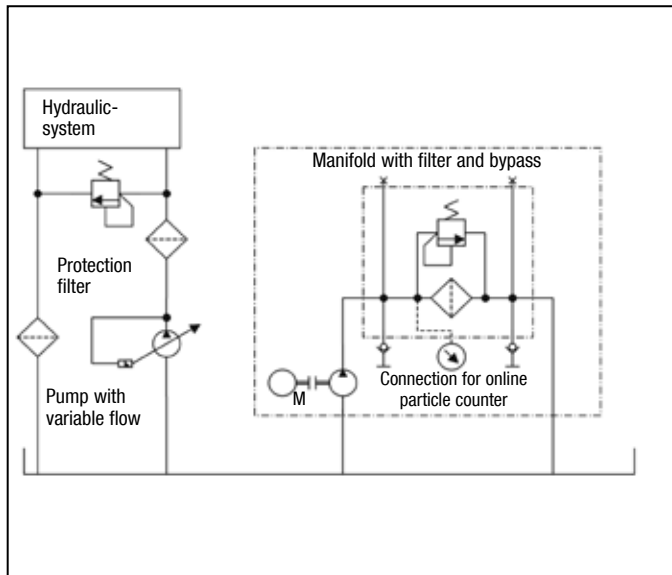 Hydraulic-
system
Manifold with filter and bypass
Protection
filter
Pump with
variable flow
M
Connection for online
particle counter